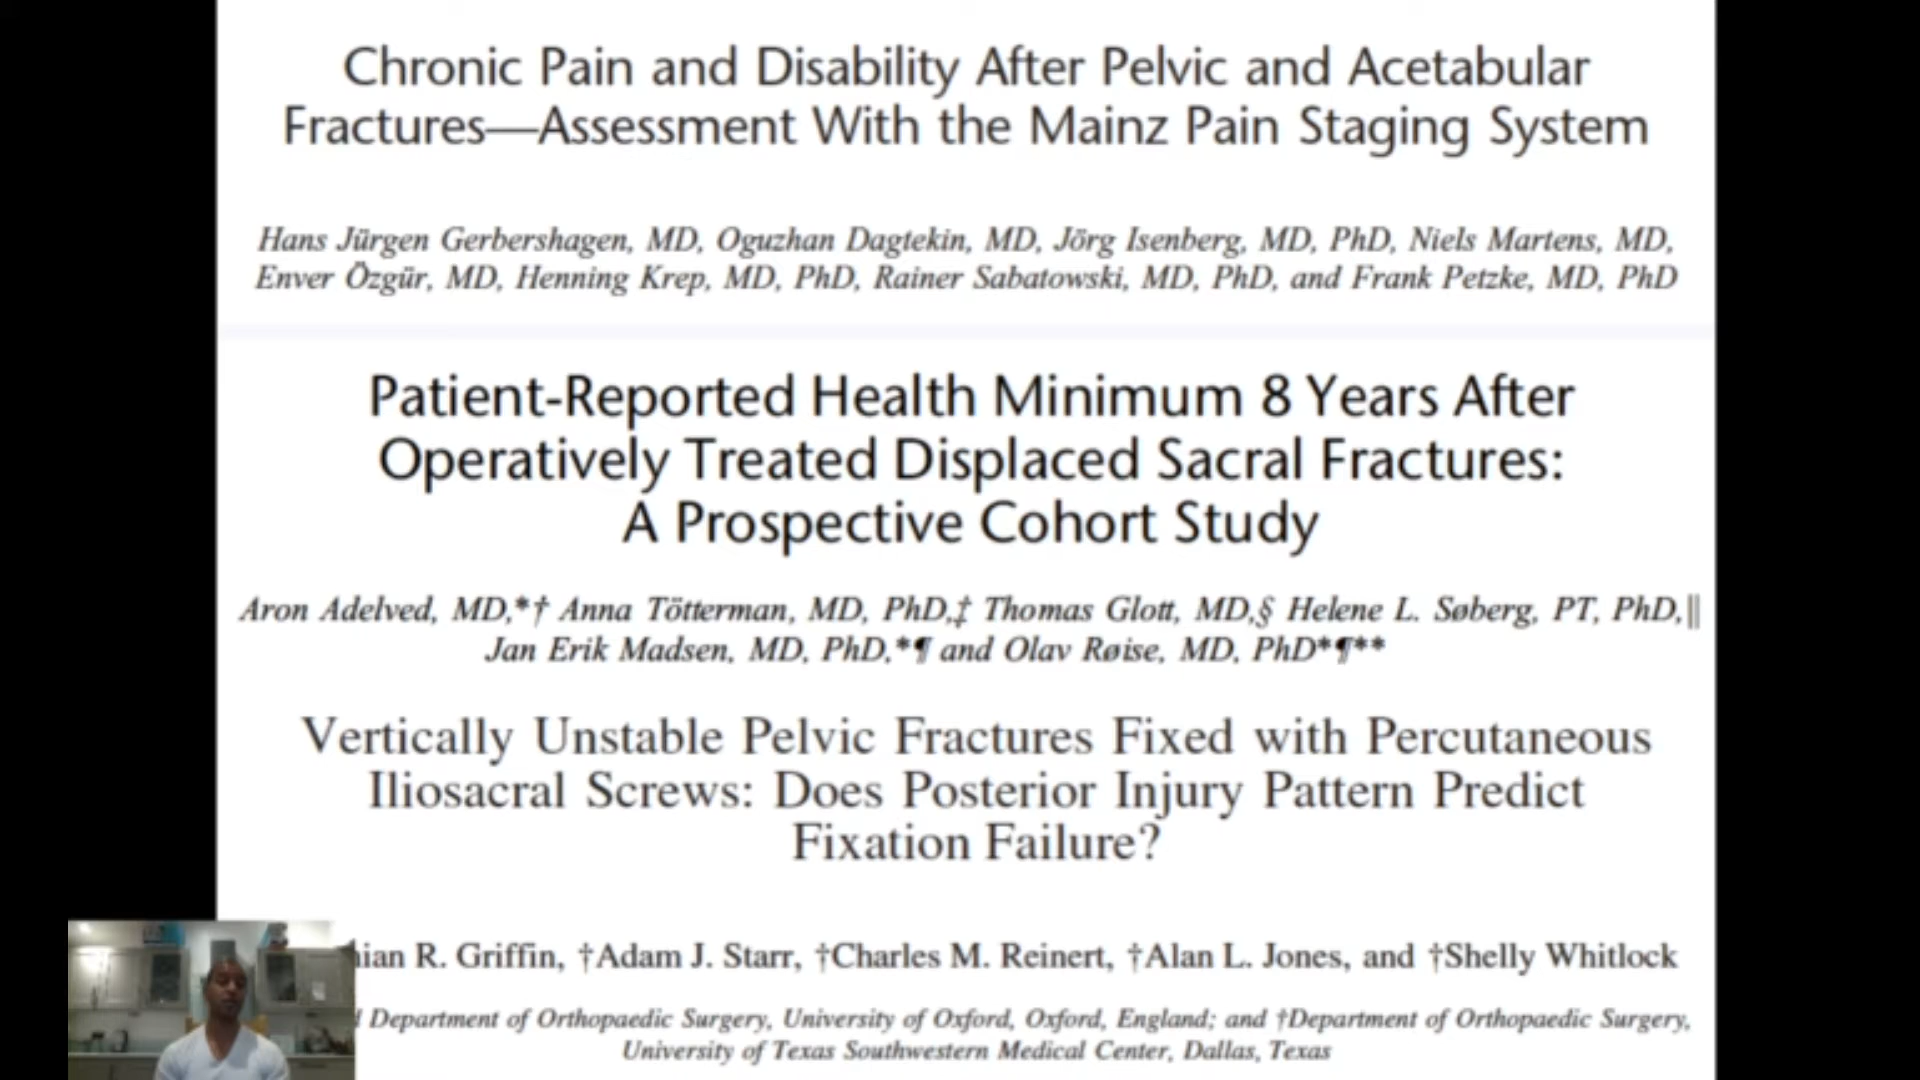 Chronic Pain and Disability After Pelvic and Acetabular
Fractures—Assessment With the Mainz Pain Staging System
Hans Jürgen Gerbershagen, MD, Oguzhan Dagtekin, MD, Jörg Isenberg, MD, PhD, Niels Martens, MD,
Enver Özgür, MD, Henning Krep, MD, PhD, Rainer Sabatowski, MD, PhD, and Frank Petzke, MD, PhD
Patient-Reported Health Minimum 8 Years After
Operatively Treated Displaced Sacral Fractures:
A Prospective Cohort Study
Aron Adelved, MD,*† Anna Tötterman, MD, PhD,‡ Thomas Glott, MD,§ Helene L. Søberg, PT, PhD,||
Jan Erik Madsen, MD, PhD,*¶ and Olav Røise, MD, PhD*¶**
Vertically Unstable Pelvic Fractures Fixed with Percutaneous
Iliosacral Screws: Does Posterior Injury Pattern Predict
Fixation Failure?
R. Griffin, †Adam J. Starr, †Charles M. Reinert, †Alan L. Jones, and †Shelly Whitlock
Department of Orthopaedic Surgery, University of Oxford, Oxford, England; and †Department of Orthopaedic Surgery,
University of Texas Southwestern Medical Center, Dallas, Texas